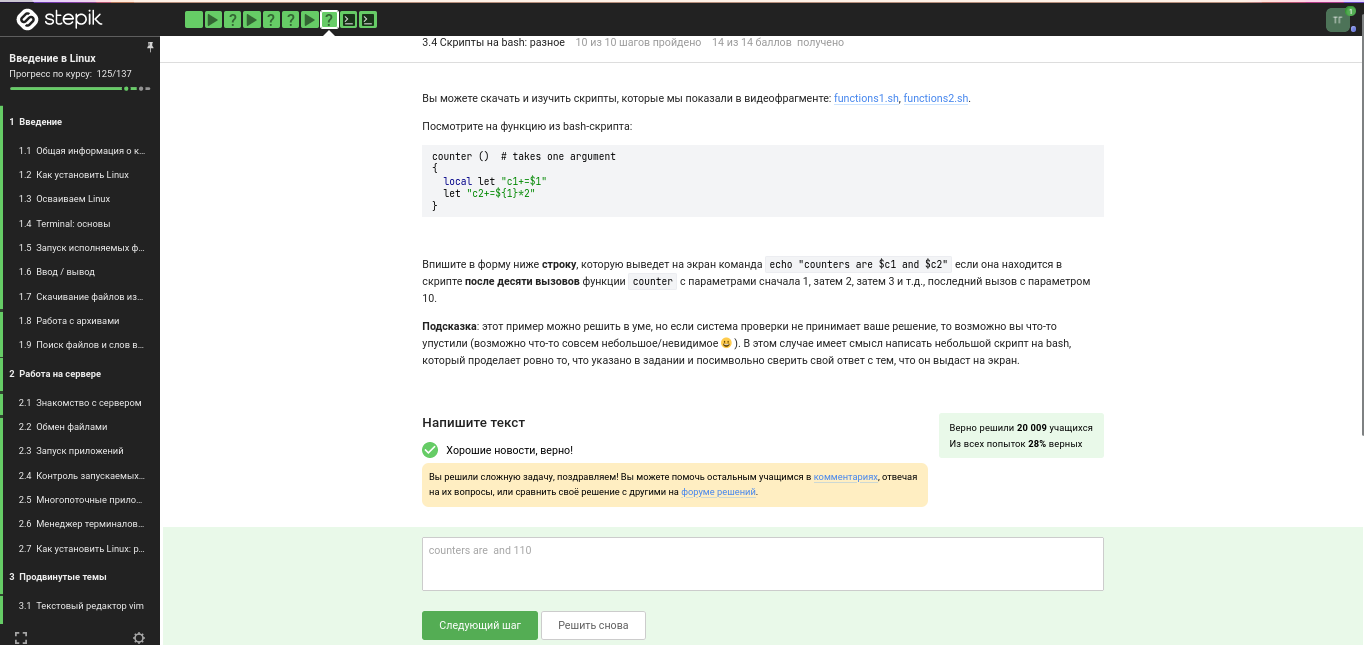 stepik
? ? ? ? ?
ТГ 1
Введение в Linux
Прогресс по курсу: 125/137
1 Введение
1.1 Общая информация о к...
1.2 Как установить Linux
1.3 Осваиваем Linux
1.4 Terminal: основы
1.5 Запуск исполняемых ф...
1.6 Ввод / вывод
1.7 Скачивание файлов из...
1.8 Работа с архивами
1.9 Поиск файлов и слов в...
2 Работа на сервере
2.1 Знакомство с сервером
2.2 Обмен файлами
2.3 Запуск приложений
2.4 Контроль запускаемых...
2.5 Многопоточные прило...
2.6 Менеджер терминалов...
2.7 Как установить Linux: р...
3 Продвинутые темы
3.1 Текстовый редактор vim
3.4 Скрипты на bash: разное 10 из 10 шагов пройдено 14 из 14 баллов получено
Вы можете скачать и изучить скрипты, которые мы показали в видеофрагменте: functions1.sh, functions2.sh.
Посмотрите на функцию из bash-скрипта:
counter () # takes one argument
{
local let "c1+=$1"
let "c2+=${1}*2"
}
Впишите в форму ниже строку, которую выведет на экран команда echo "counters are $c1 and $c2" если она находится в
скрипте после десяти вызовов функции counter с параметрами сначала 1, затем 2, затем 3 и т.д., последний вызов с параметром
10.
Подсказка: этот пример можно решить в уме, но если система проверки не принимает ваше решение, то возможно вы что-то
упустили (возможно что-то совсем небольшое/невидимое 😃 ). В этом случае имеет смысл написать небольшой скрипт на bash,
который проделает ровно то, что указано в задании и посимвольно сверить свой ответ с тем, что он выдаст на экран.
Напишите текст
Хорошие новости, верно!
Верно решили 20 009 учащихся
Из всех попыток 28% верных
Вы решили сложную задачу, поздравляем! Вы можете помочь остальным учащимся в комментариях, отвечая
на их вопросы, или сравнить своё решение с другими на форуме решений.
counters are  and 110
Следующий шаг
Решить снова